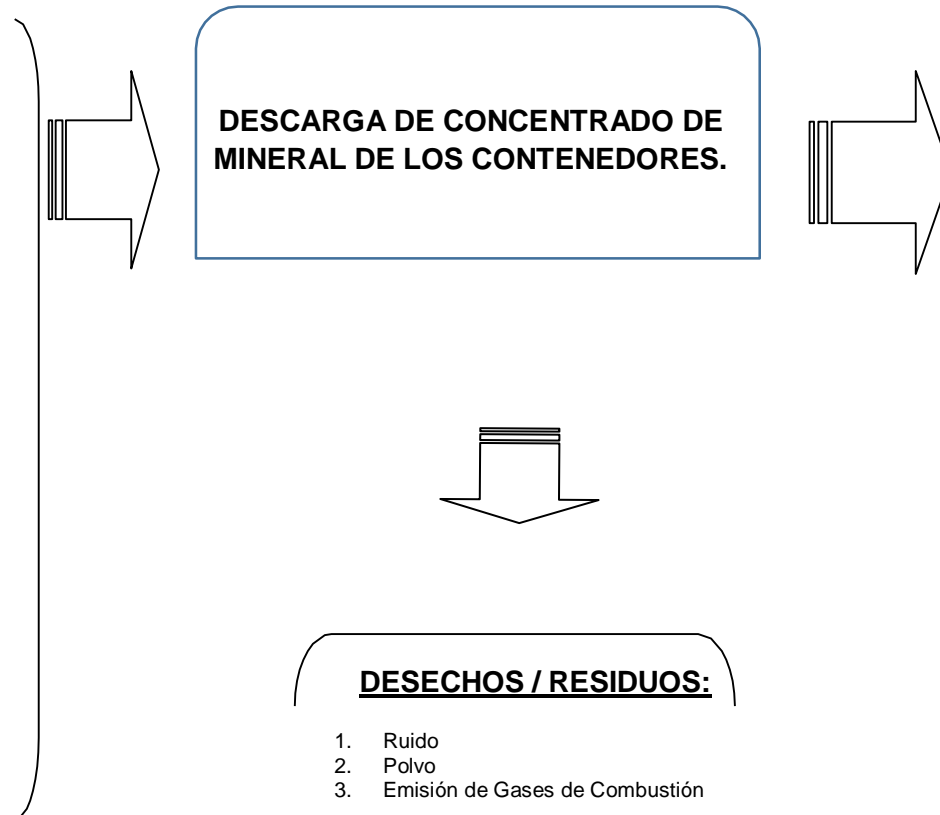 DESCARGA DE CONCENTRADO DE
MINERAL DE LOS CONTENEDORES.
DESECHOS / RESIDUOS:
1. Ruido
2. Polvo
3. Emisión de Gases de Combustión